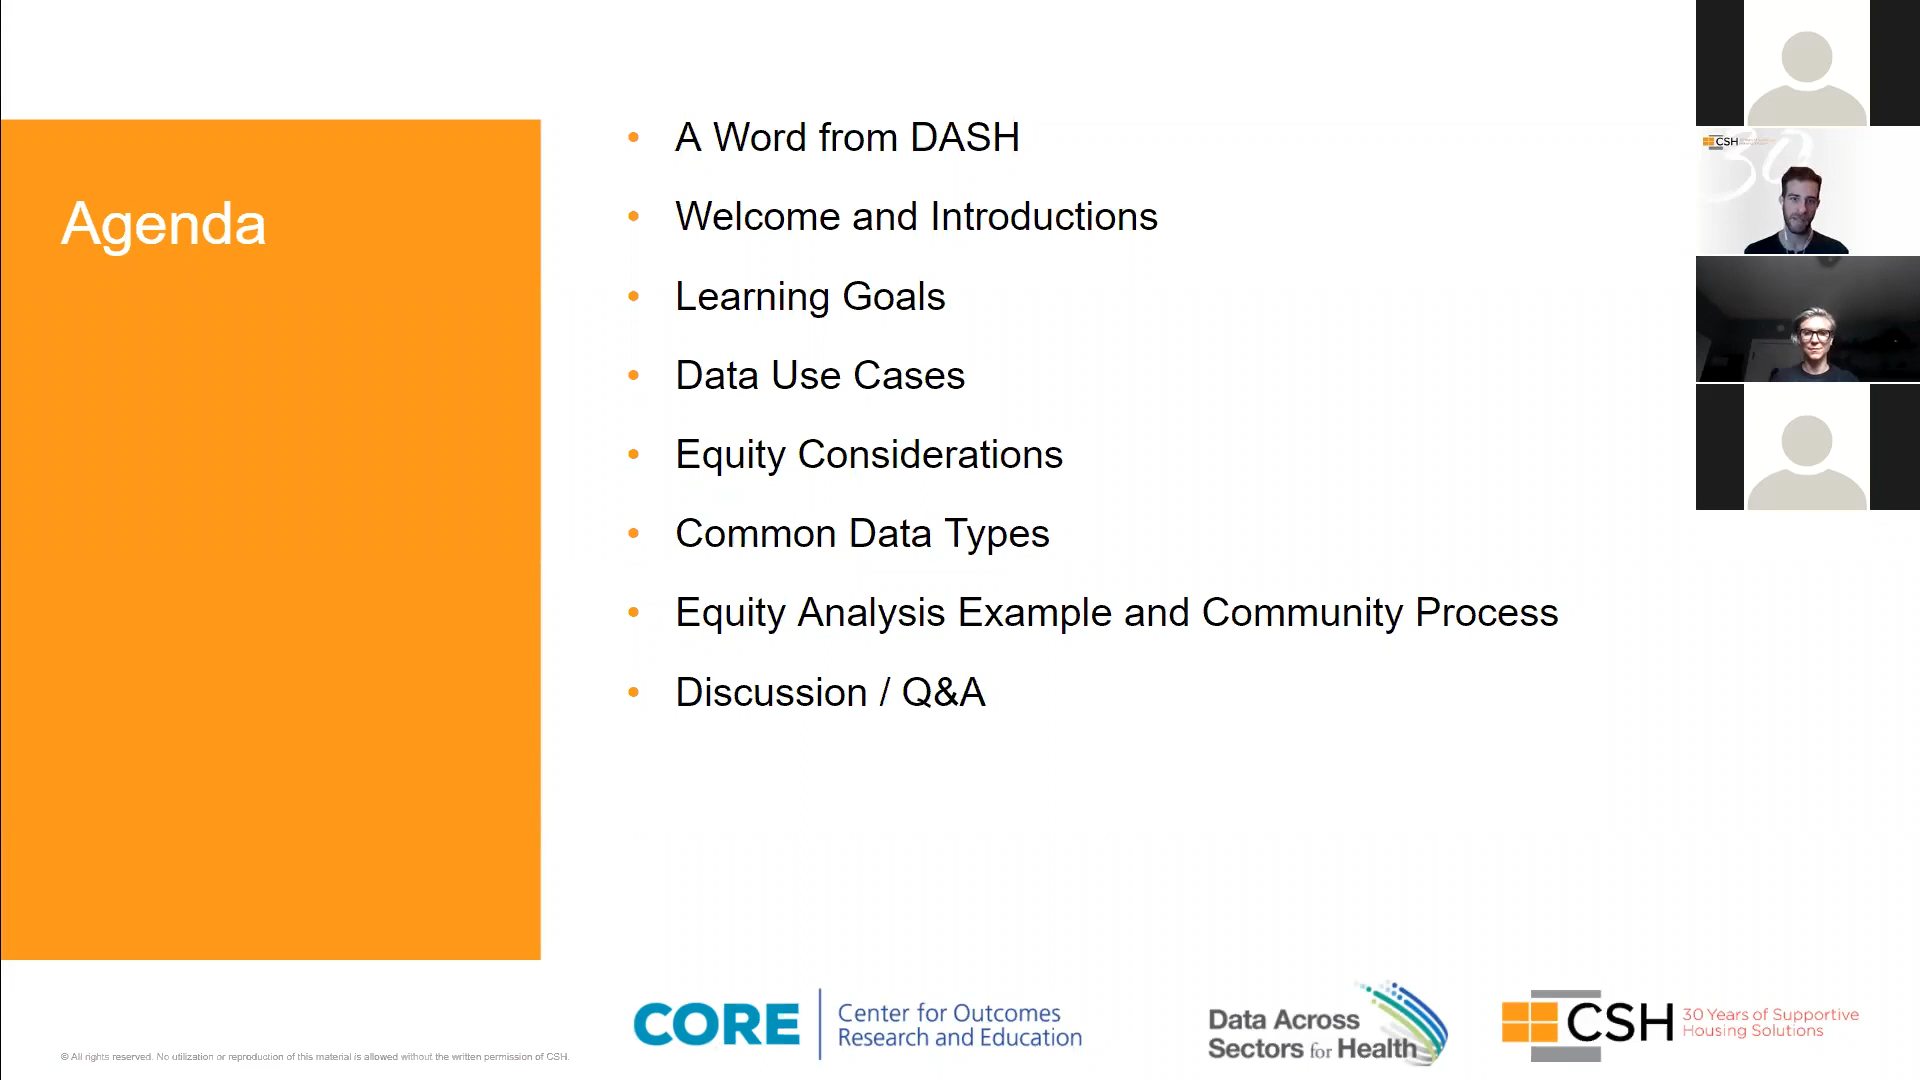 Agenda
A Word from DASH
Welcome and Introductions
Learning Goals
Data Use Cases
Equity Considerations
Common Data Types
Equity Analysis Example and Community Process
Discussion / Q&A
CSH
30
© All rights reserved. No utilization or reproduction of this material is allowed without the written permission of CSH.
CORE
Center for Outcomes
Research and Education
Data Across
Sectors for Health
CSH
30 Years of Supportive
Housing Solutions